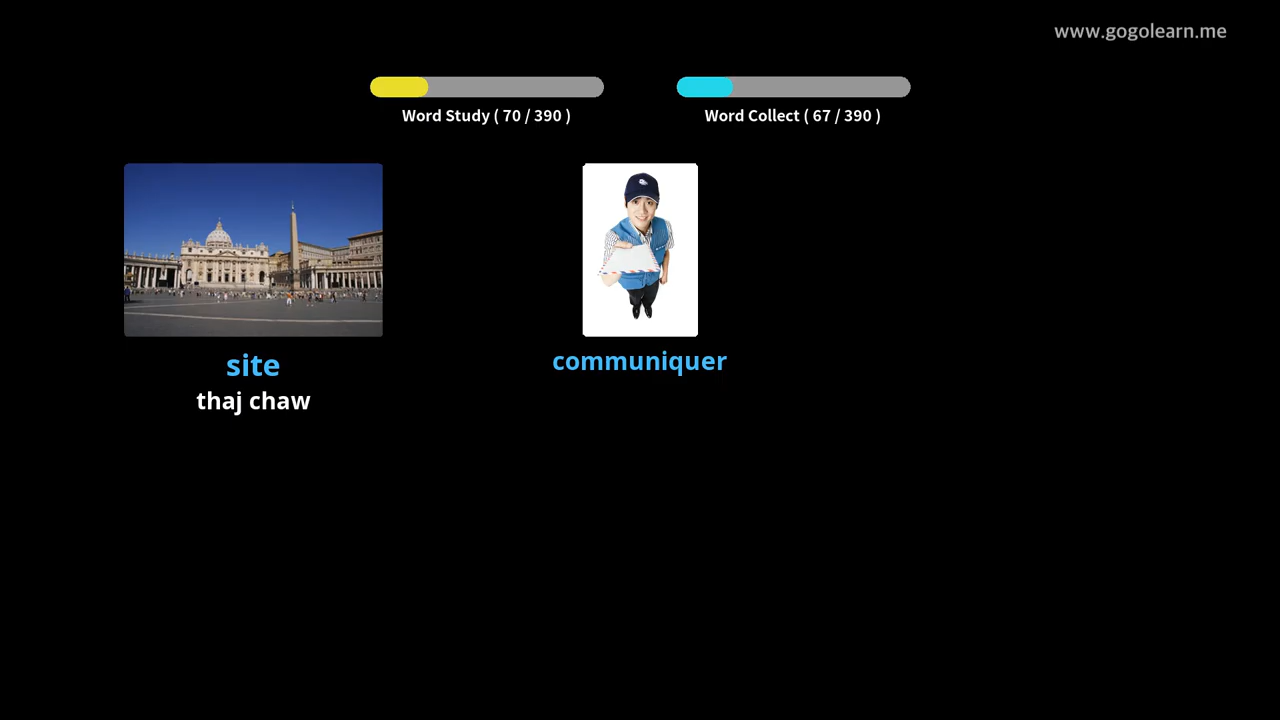 www.gogolearn.me
Word Study ( 70 / 390 )
Word Collect ( 67 / 390 )
site
thaj chaw
communiquer